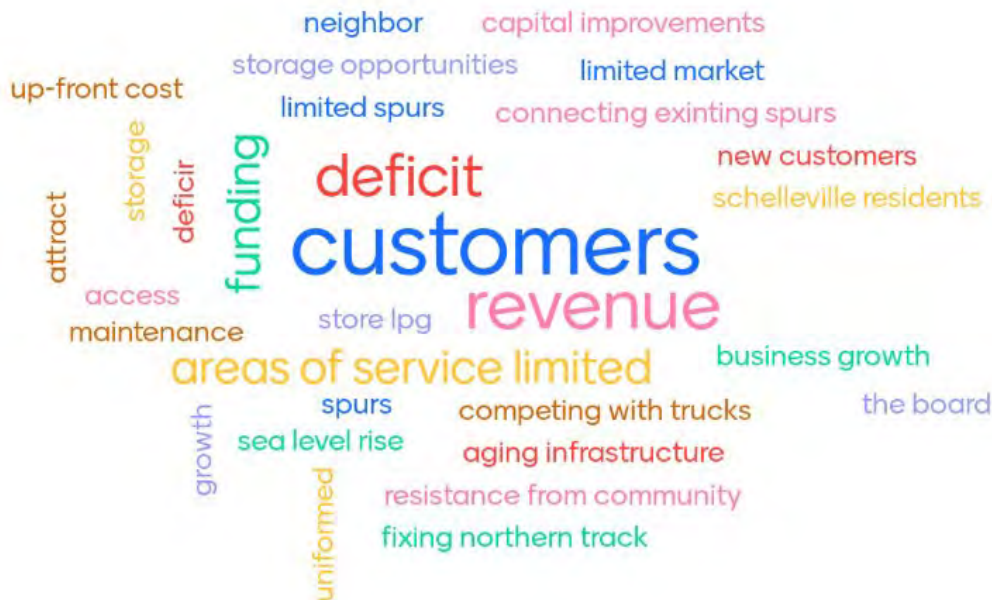 neighbor
capital improvements
storage opportunities
limited market
up-front cost
limited spurs
connecting exinting spurs
storage
deficir
funding
deficit
new customers
attract
schelleville residents
customers
access
store lpg
revenue
maintenance
areas of service limited
business growth
growth
spurs
competing with trucks
the board
sea level rise
aging infrastructure
uniformed
resistance from community
fixing northern track